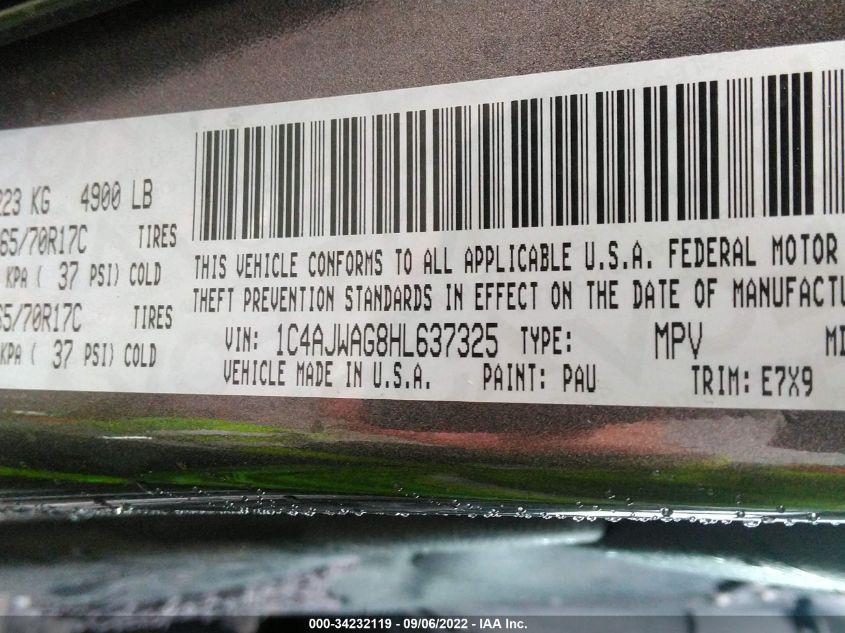 223 KG 4900 LB
65/70R17C TIRES
KPA ( 37 PSI) COLD
65/70R17C TIRES
KPA ( 37 PSI) COLD
THIS VEHICLE CONFORMS TO ALL APPLICABLE U.S.A. FEDERAL MOTOR
THEFT PREVENTION STANDARDS IN EFFECT ON THE DATE OF MANUFACTU
VIN: 1C4AJWAG8HL637325 TYPE: MPV MI
VEHICLE MADE IN U.S.A. PAINT: PAU TRIM: E7X9
000-34232119 - 09/06/2022 - IAA Inc.